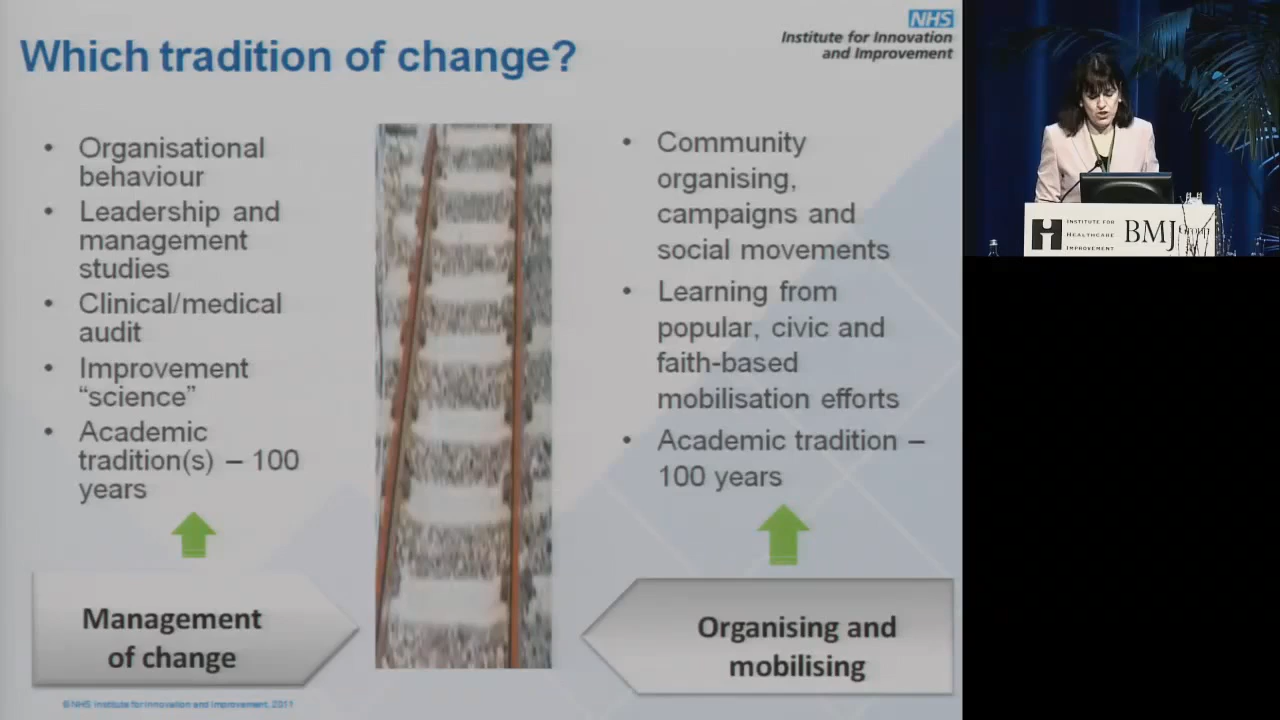 Which tradition of change?
NHS
Institute for Innovation
and Improvement
• Organisational
behaviour
• Leadership and
management
studies
• Clinical/medical
audit
• Improvement
“science”
• Academic
tradition(s) – 100
years
• Community
organising,
campaigns and
social movements
• Learning from
popular, civic and
faith-based
mobilisation efforts
• Academic tradition –
100 years
Management
of change
Organising and
mobilising
©NHS Institute for Innovation and Improvement, 2011
INSTITUTE FOR
HEALTHCARE
IMPROVEMENT
BMJ Group